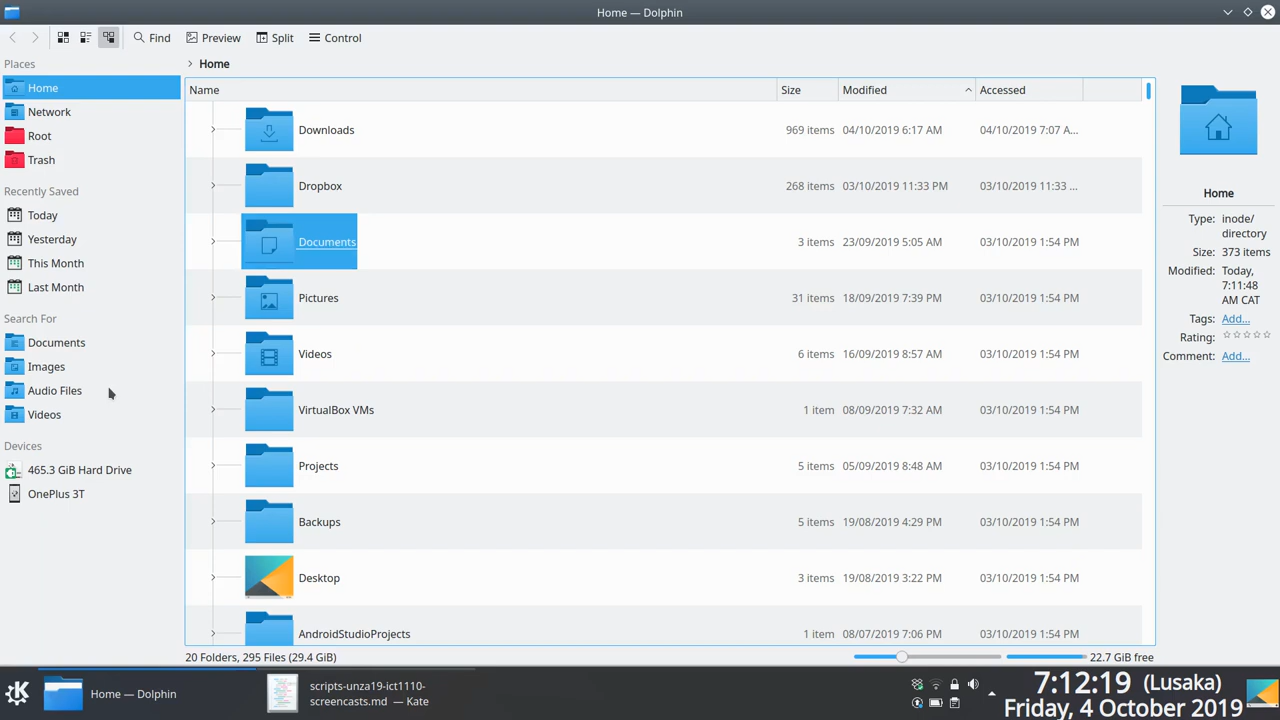 Home — Dolphin
Find
Preview
Split
Control
Places
Home
Network
Root
Trash
Recently Saved
Today
Yesterday
This Month
Last Month
Search For
Documents
Images
Audio Files
Videos
Devices
465.3 GiB Hard Drive
OnePlus 3T
Home
Name Size Modified Accessed
Downloads 969 items 04/10/2019 6:17 AM 04/10/2019 7:07 A...
Dropbox 268 items 03/10/2019 11:33 PM 03/10/2019 11:33 ...
Documents 3 items 23/09/2019 5:05 AM 03/10/2019 1:54 PM
Pictures 31 items 18/09/2019 7:39 PM 03/10/2019 1:54 PM
Videos 6 items 16/09/2019 8:57 AM 03/10/2019 1:54 PM
VirtualBox VMs 1 item 08/09/2019 7:32 AM 03/10/2019 1:54 PM
Projects 5 items 05/09/2019 8:48 AM 03/10/2019 1:54 PM
Backups 5 items 19/08/2019 4:29 PM 03/10/2019 1:54 PM
Desktop 3 items 19/08/2019 3:22 PM 03/10/2019 1:54 PM
AndroidStudioProjects 1 item 08/07/2019 7:06 PM 03/10/2019 1:54 PM
20 Folders, 295 Files (29.4 GiB)
22.7 GiB free
Home
Type: inode/
directory
Size: 373 items
Modified: Today,
7:11:48
AM CAT
Tags: Add...
Rating:
Comment: Add...
Home — Dolphin
scripts-unza19-ict1110-
screencasts.md — Kate
7:12:19 (Lusaka)
Friday, 4 October 2019